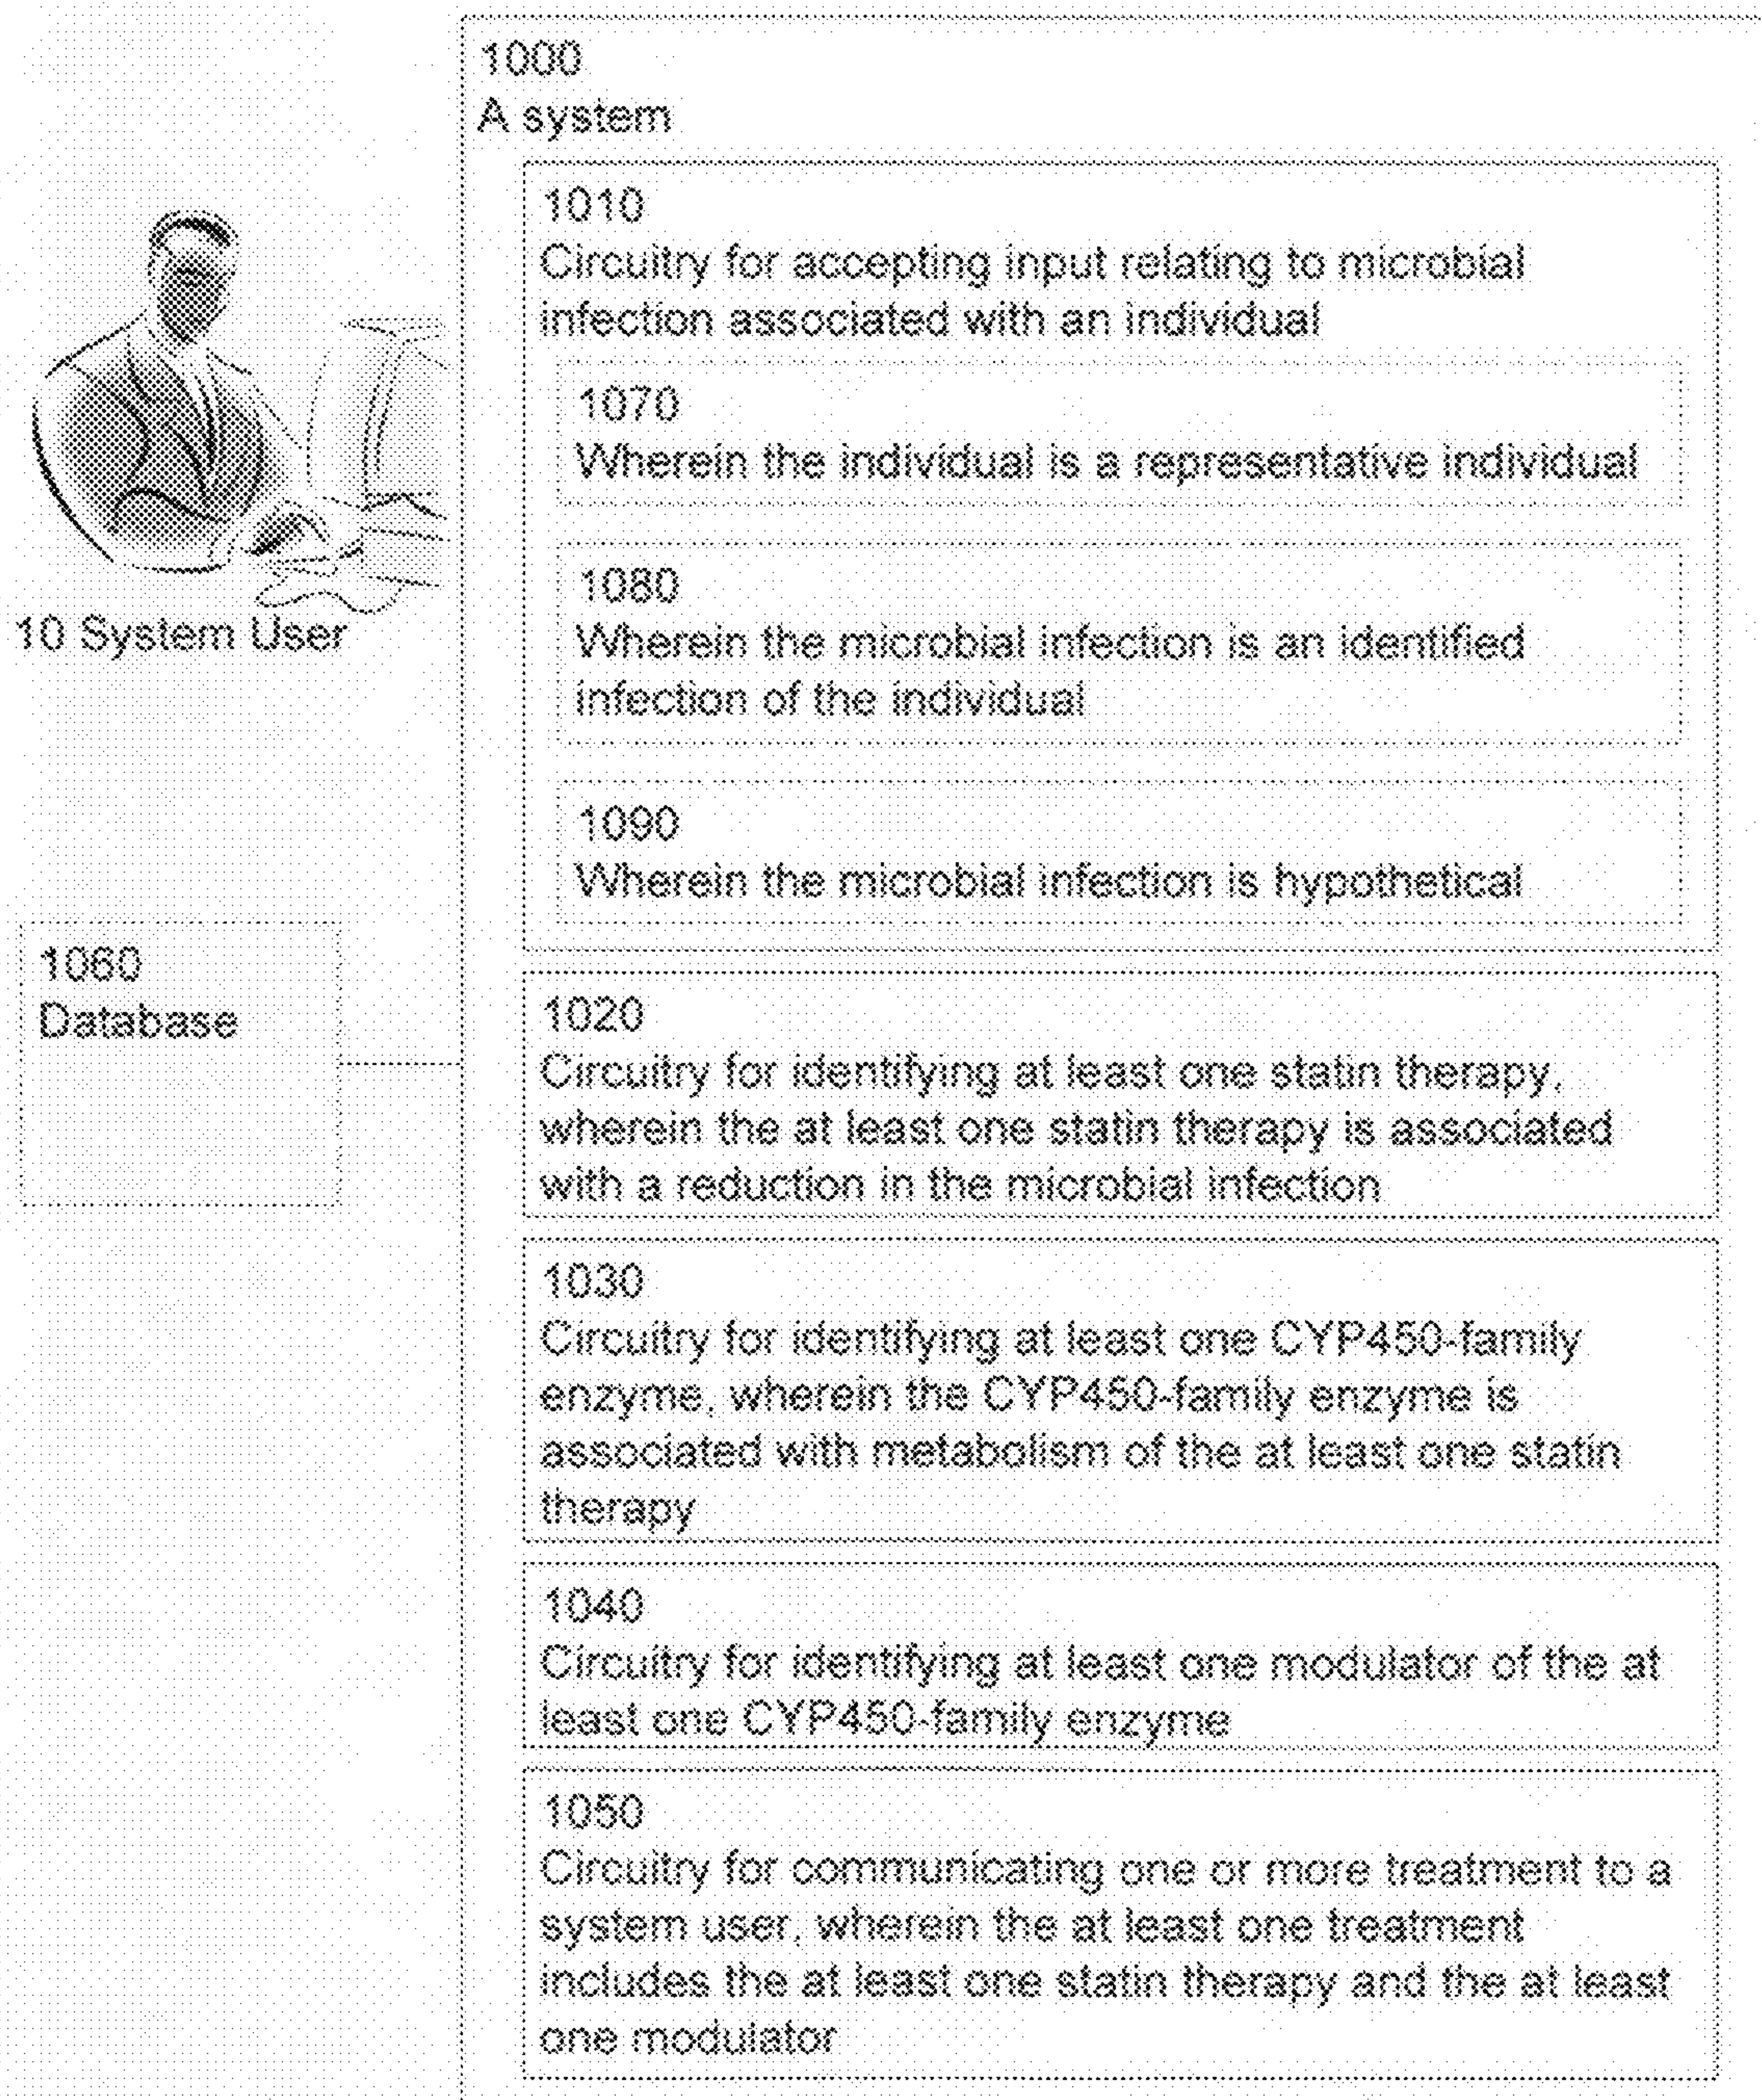 1000
A system
1010
Circuitry for accepting input relating to microbial
infection associated with an individual
1070
Wherein the individual is a representative individual
1080
Wherein the microbial infection is an identified
infection of the individual
10 System User
1090
Wherein the microbial infection is hypothetical
1060
Database
1020
Circuitry for identifying at least one statin therapy,
wherein the at least one statin therapy is associated
with a reduction in the microbial infection
1030
Circuitry for identifying at least one CYP450-family
enzyme, wherein the CYP450-family enzyme is
associated with metabolism of the at least one statin
therapy
1040
Circuitry for identifying at least one modulator of the at
least one CYP450-family enzyme
1050
Circuitry for communicating one or more treatment to a
system user, wherein the at least one treatment
includes the at least one statin therapy and the at least
one modulator